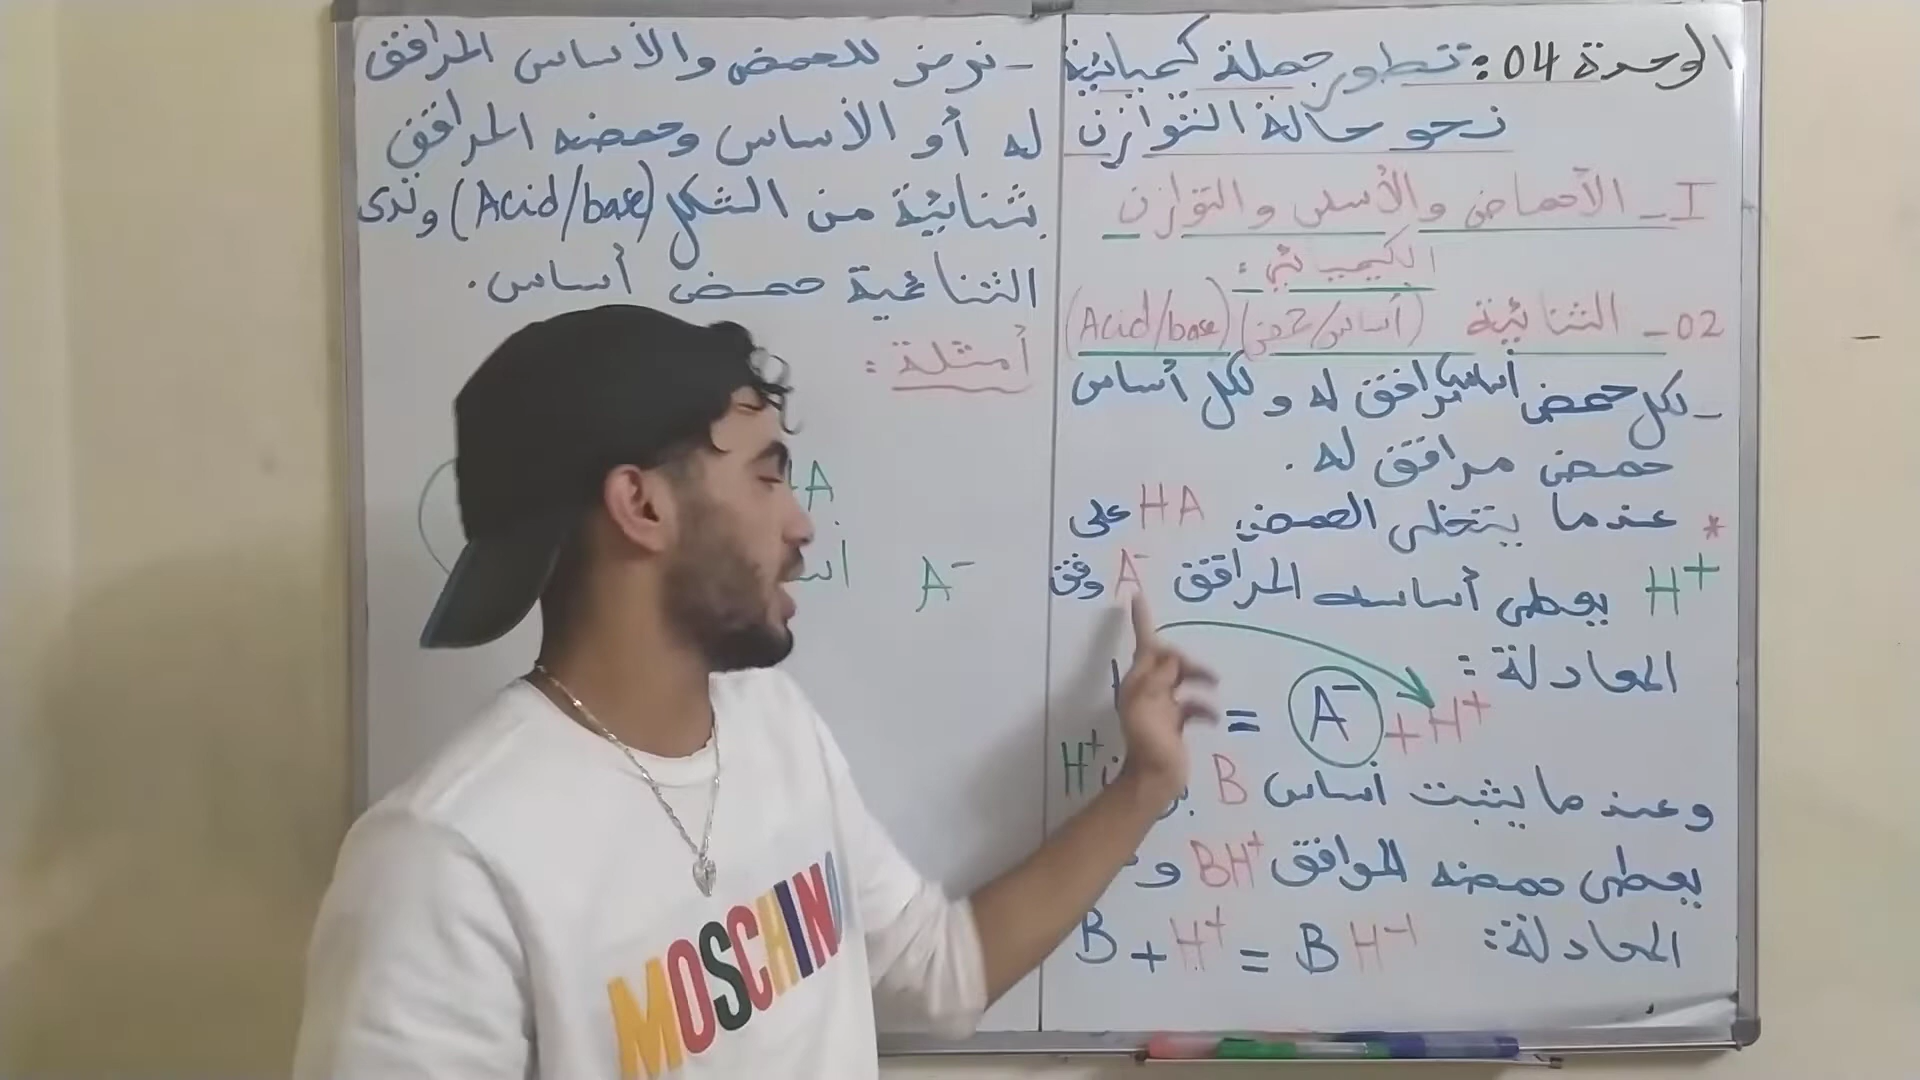 الوحدة 04: تطور جملة كيميائية
نحو حالة التوازن
I - الأحماض والأسس والتوازن
الكيميائي:
02 - الثنائية (أساس/حمض) (Acid/base)
- لكل حمض أساس مرافق له و لكل أساس
حمض مرافق له.
* عندما يتخلى الحمض HA على
H+ يعطي أساسه المرافق A- وفق
المعادلة:
= A- + H+
وعندما يثبت أساس B H+
يعطي حمضه الموافق BH+
المعادلة:
B + H+ = BH+
- نرمز للحمض والأساس المرافق
له أو الأساس وحمضه المرافق
بثنائية من الشكل (Acid/base) وندى
الثنائية حمض أساس.
أمثلة:
A-
MOSCHINO